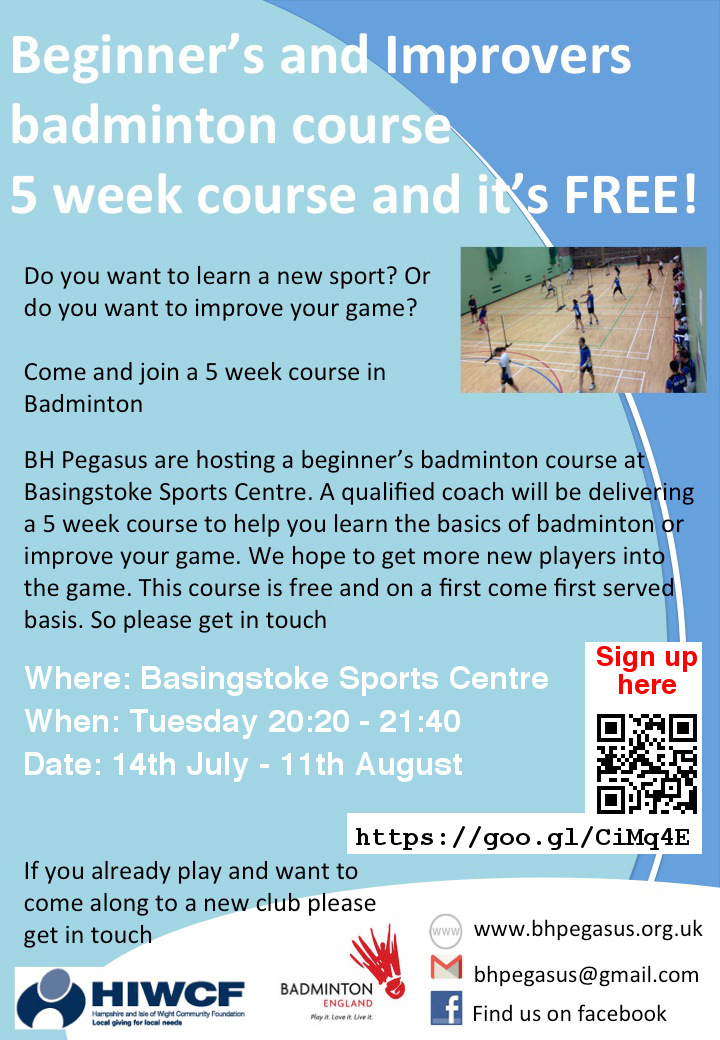 Beginner’s and Improvers
badminton course
5 week course and it’s FREE!
Do you want to learn a new sport? Or
do you want to improve your game?
Come and join a 5 week course in
Badminton
BH Pegasus are hosting a beginner’s badminton course at
Basingstoke Sports Centre. A qualified coach will be delivering
a 5 week course to help you learn the basics of badminton or
improve your game. We hope to get more new players into
the game. This course is free and on a first come first served
basis. So please get in touch
Where: Basingstoke Sports Centre
When: Tuesday 20:20 - 21:40
Date: 14th July - 11th August
Sign up
here
https://goo.gl/CiMq4E
If you already play and want to
come along to a new club please
get in touch
HIWCF
Hampshire and Isle of Wight Community Foundation
Local giving for local needs
BADMINTON
ENGLAND
Play it. Love it. Live it.
www
www.bhpegasus.org.uk
bhpegasus@gmail.com
f
Find us on facebook